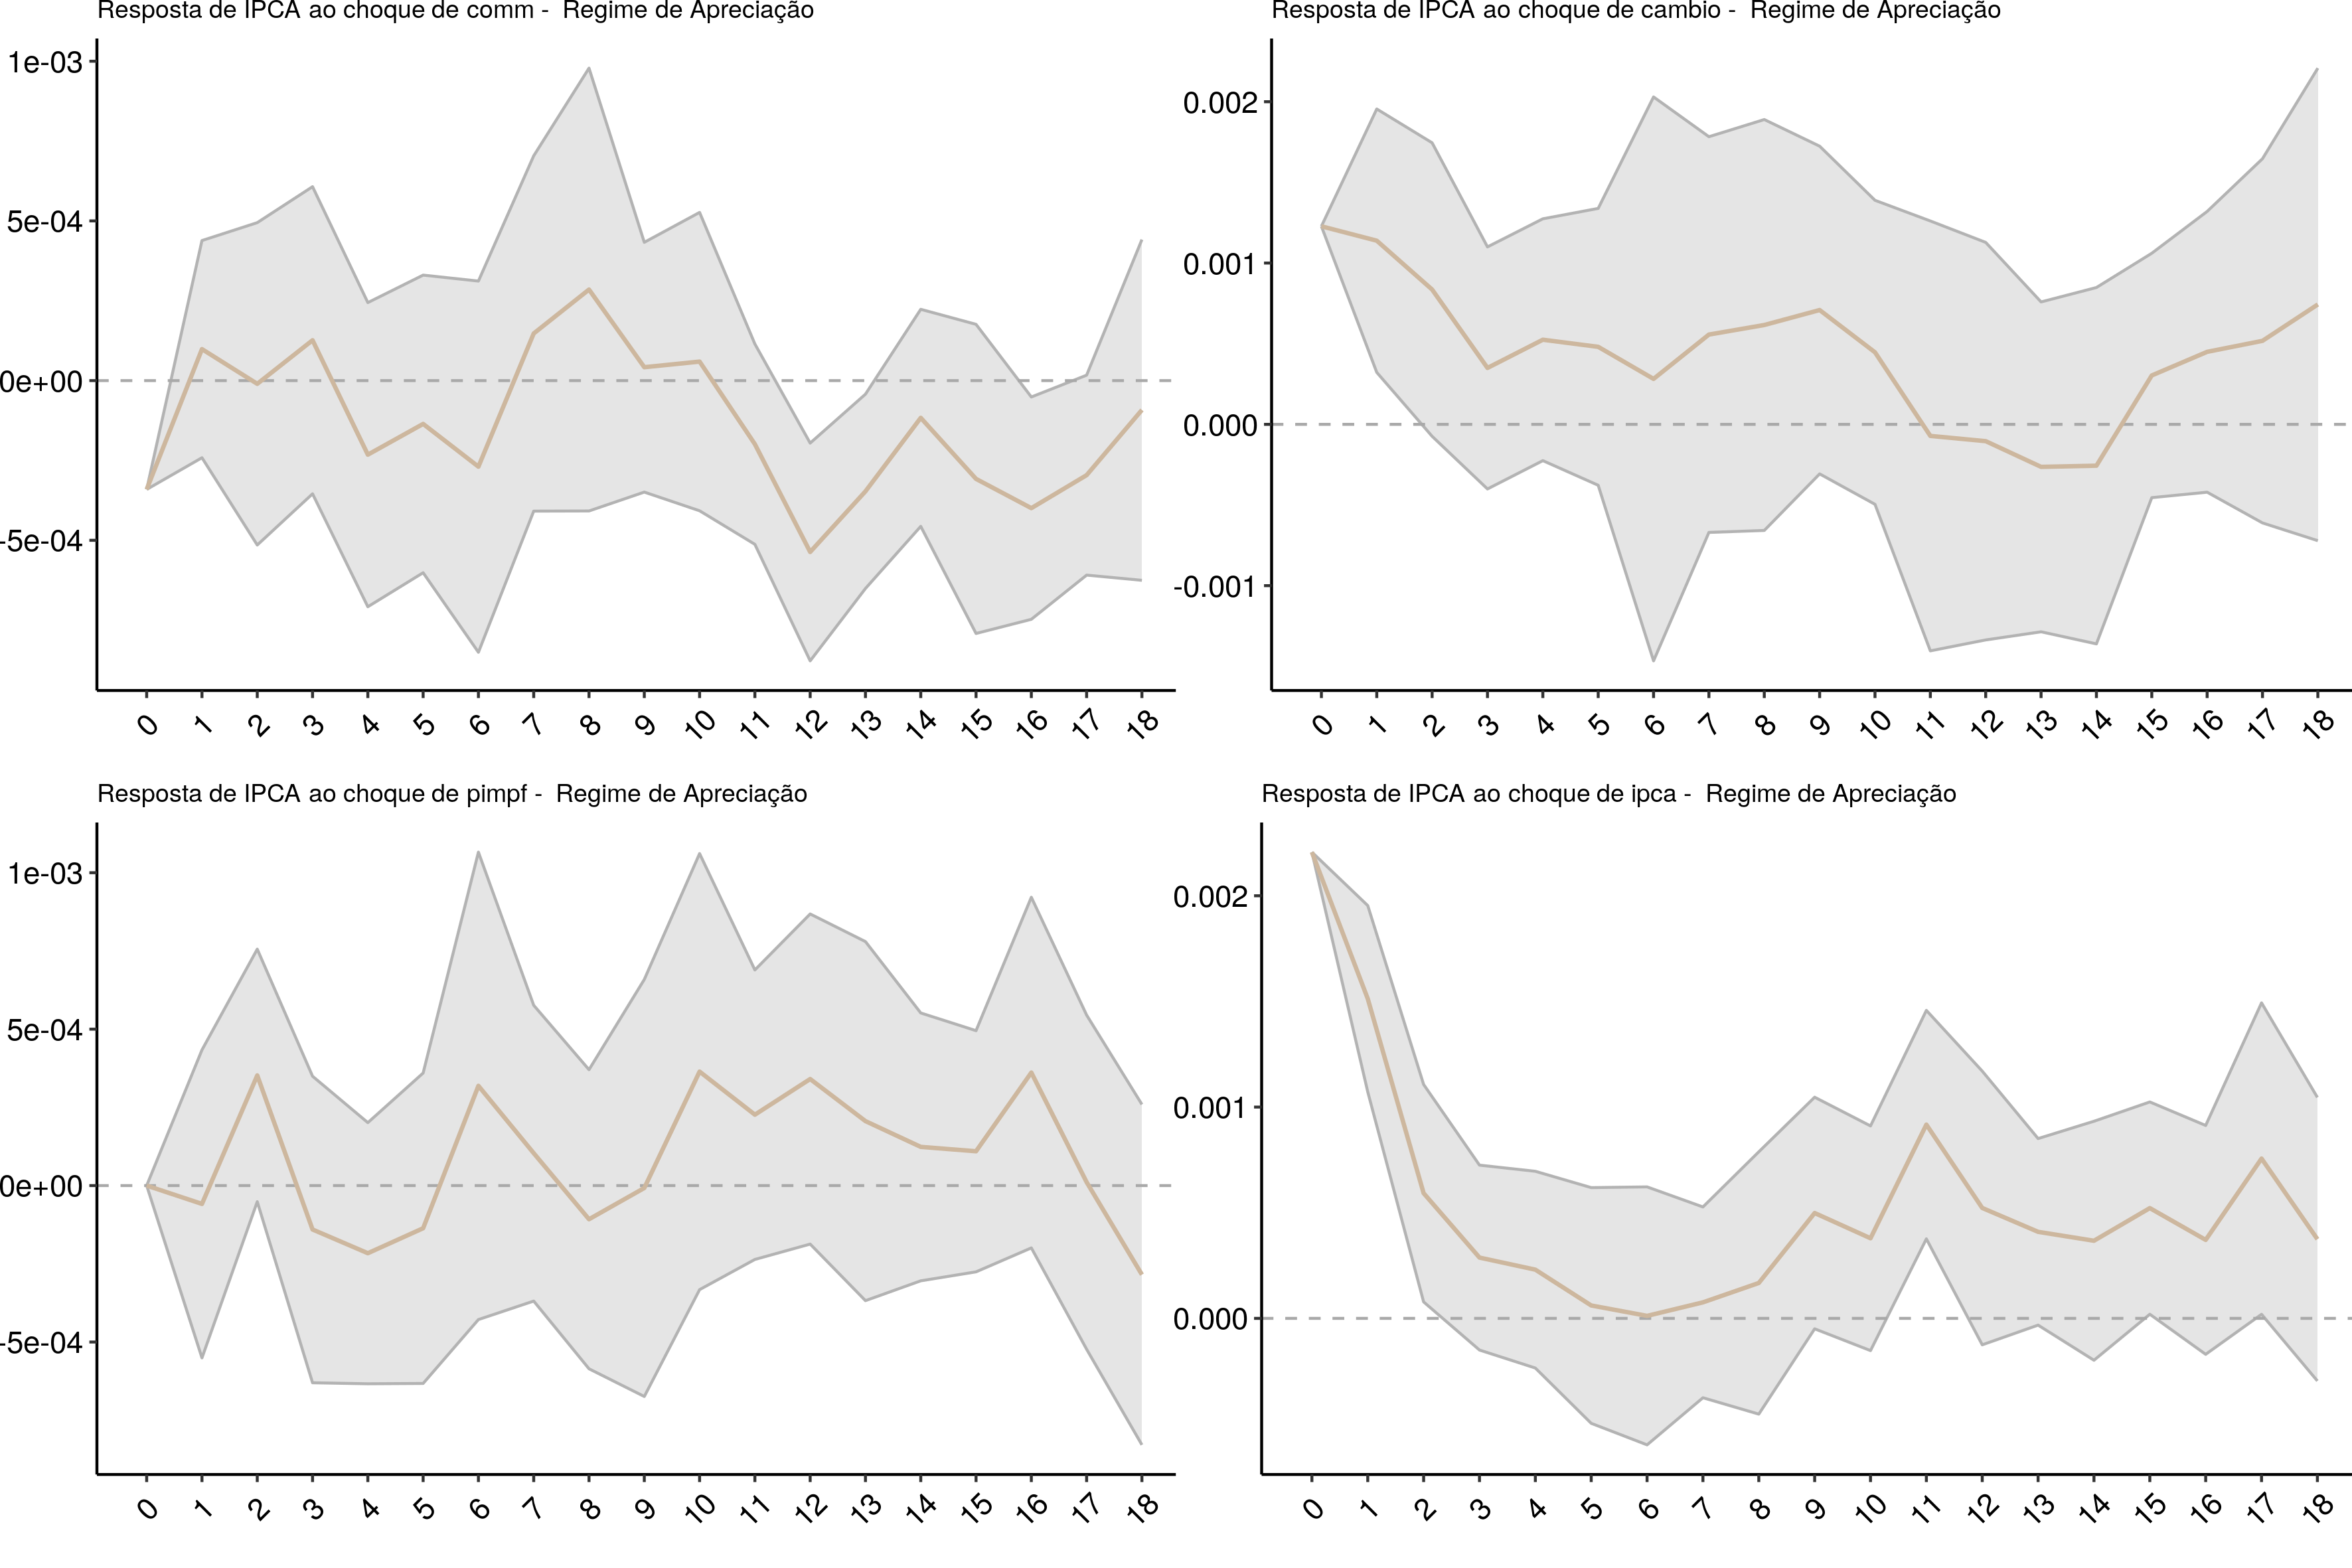 Resposta de IPCA ao choque de comm -  Regime de Apreciação
1e-03
5e-04
0e+00
-5e-04
0 1 2 3 4 5 6 7 8 9 10 11 12 13 14 15 16 17 18
Resposta de IPCA ao choque de cambio -  Regime de Apreciação
0.002
0.001
0.000
-0.001
0 1 2 3 4 5 6 7 8 9 10 11 12 13 14 15 16 17 18
Resposta de IPCA ao choque de pimpf -  Regime de Apreciação
1e-03
5e-04
0e+00
-5e-04
0 1 2 3 4 5 6 7 8 9 10 11 12 13 14 15 16 17 18
Resposta de IPCA ao choque de ipca -  Regime de Apreciação
0.002
0.001
0.000
0 1 2 3 4 5 6 7 8 9 10 11 12 13 14 15 16 17 18